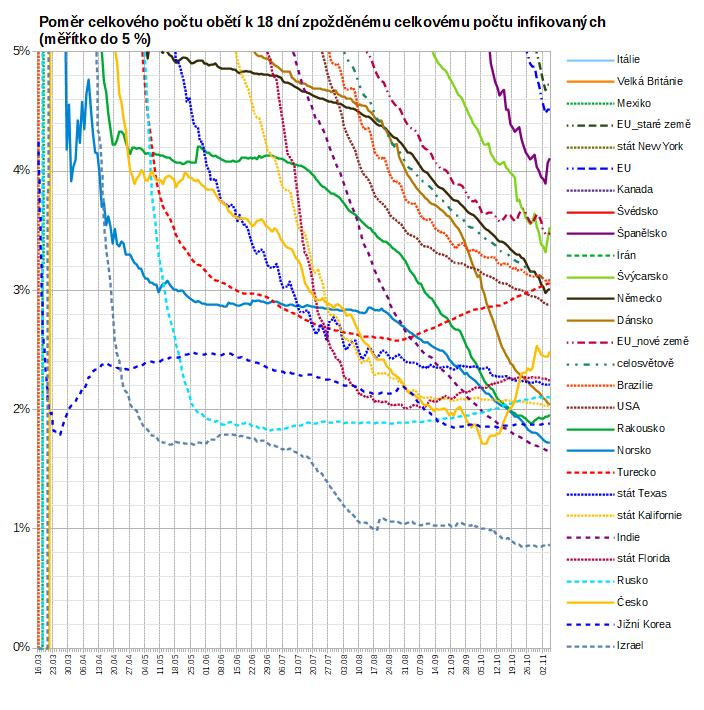 Poměr celkového počtu obětí k 18 dní zpožděnému celkovému počtu infikovaných
(měřítko do 5 %)
5%
4%
3%
2%
1%
0%
16.03
23.03
30.03
06.04
13.04
20.04
27.04
04.05
11.05
18.05
25.05
01.06
08.06
15.06
22.06
29.06
06.07
13.07
20.07
27.07
03.08
10.08
17.08
24.08
31.08
07.09
14.09
21.09
28.09
05.10
12.10
19.10
26.10
02.11
Itálie
Velká Británie
Mexiko
EU_staré země
stát New York
EU
Kanada
Švédsko
Španělsko
Irán
Švýcarsko
Německo
Dánsko
EU_nové země
celosvětově
Brazílie
USA
Rakousko
Norsko
Turecko
stát Texas
stát Kalifornie
Indie
stát Florida
Rusko
Česko
Jižní Korea
Izrael